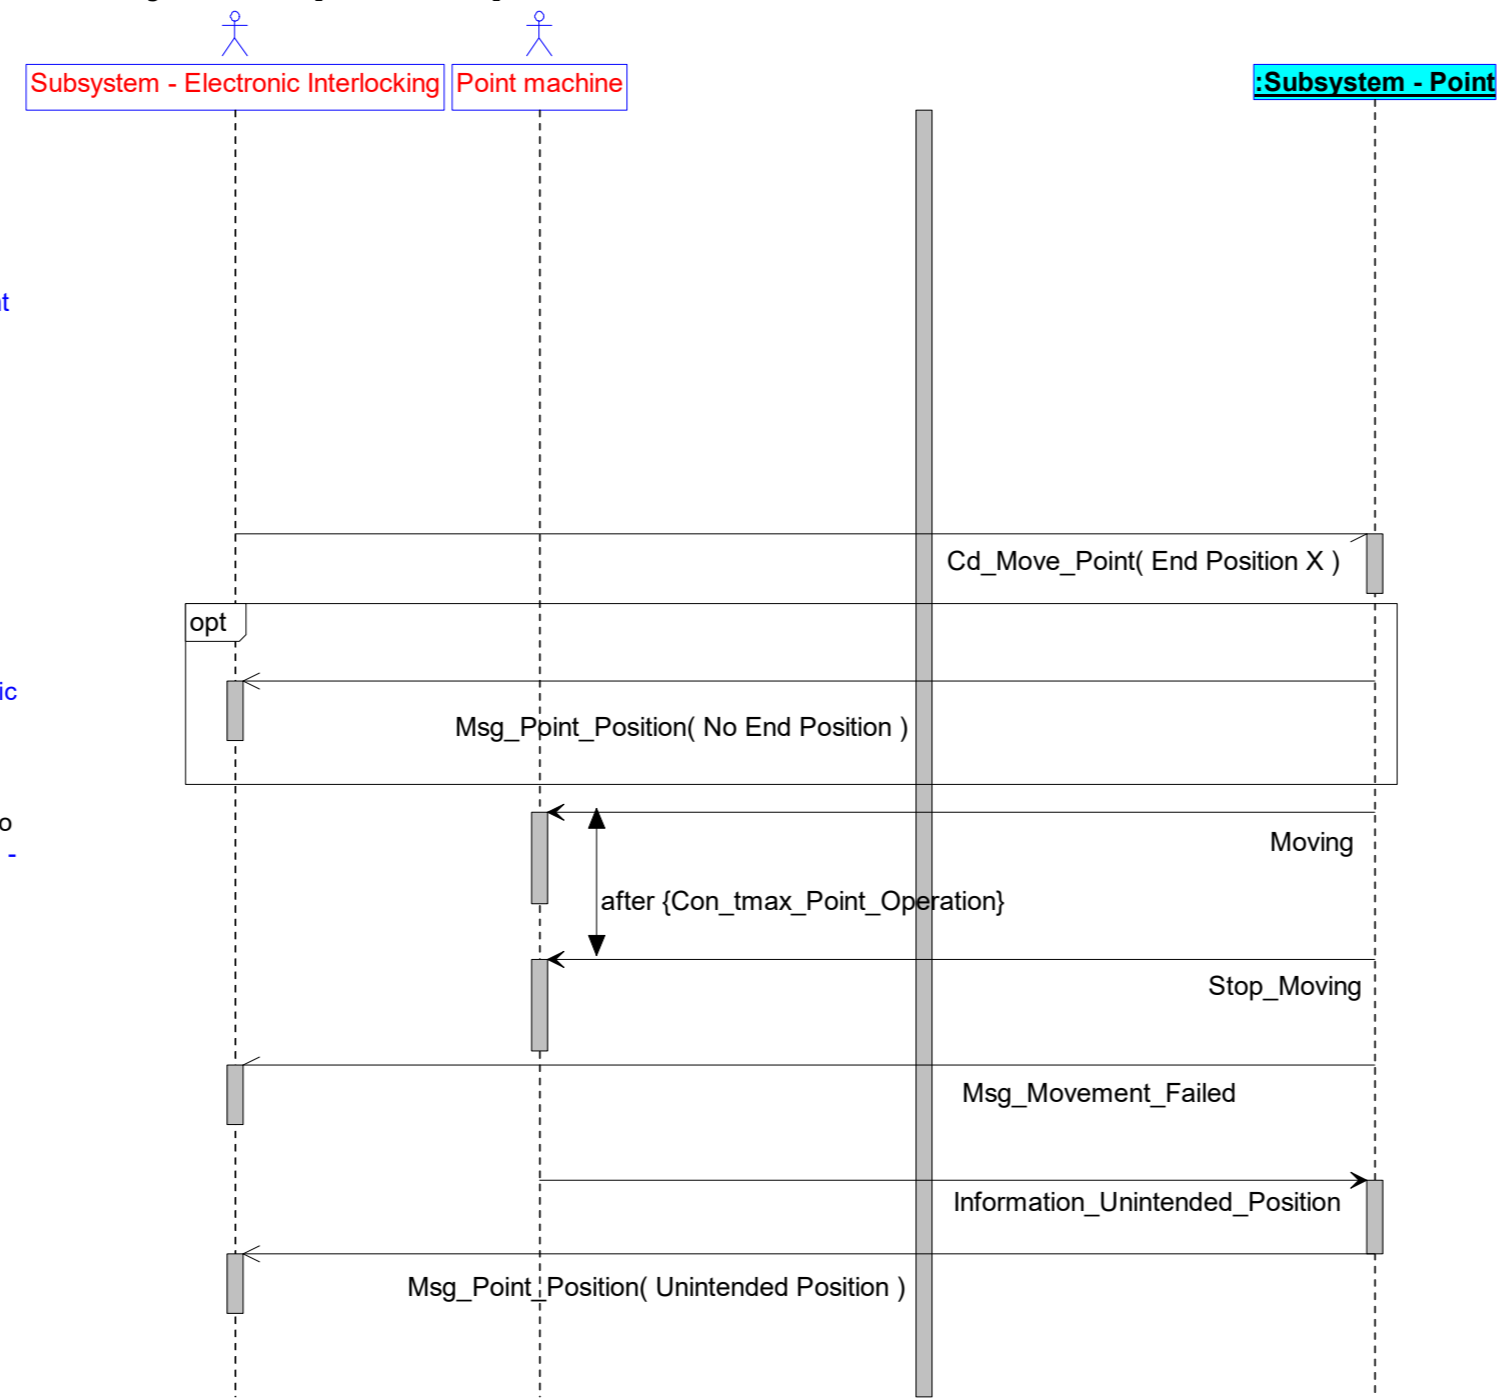 Subsystem - Electronic Interlocking
Point machine
:Subsystem - Point
Cd_Move_Point( End Position X )
opt
Msg_Point_Position( No End Position )
Moving
after {Con_tmax_Point_Operation}
Stop_Moving
Msg_Movement_Failed
Information_Unintended_Position
Msg_Point_Position( Unintended Position )